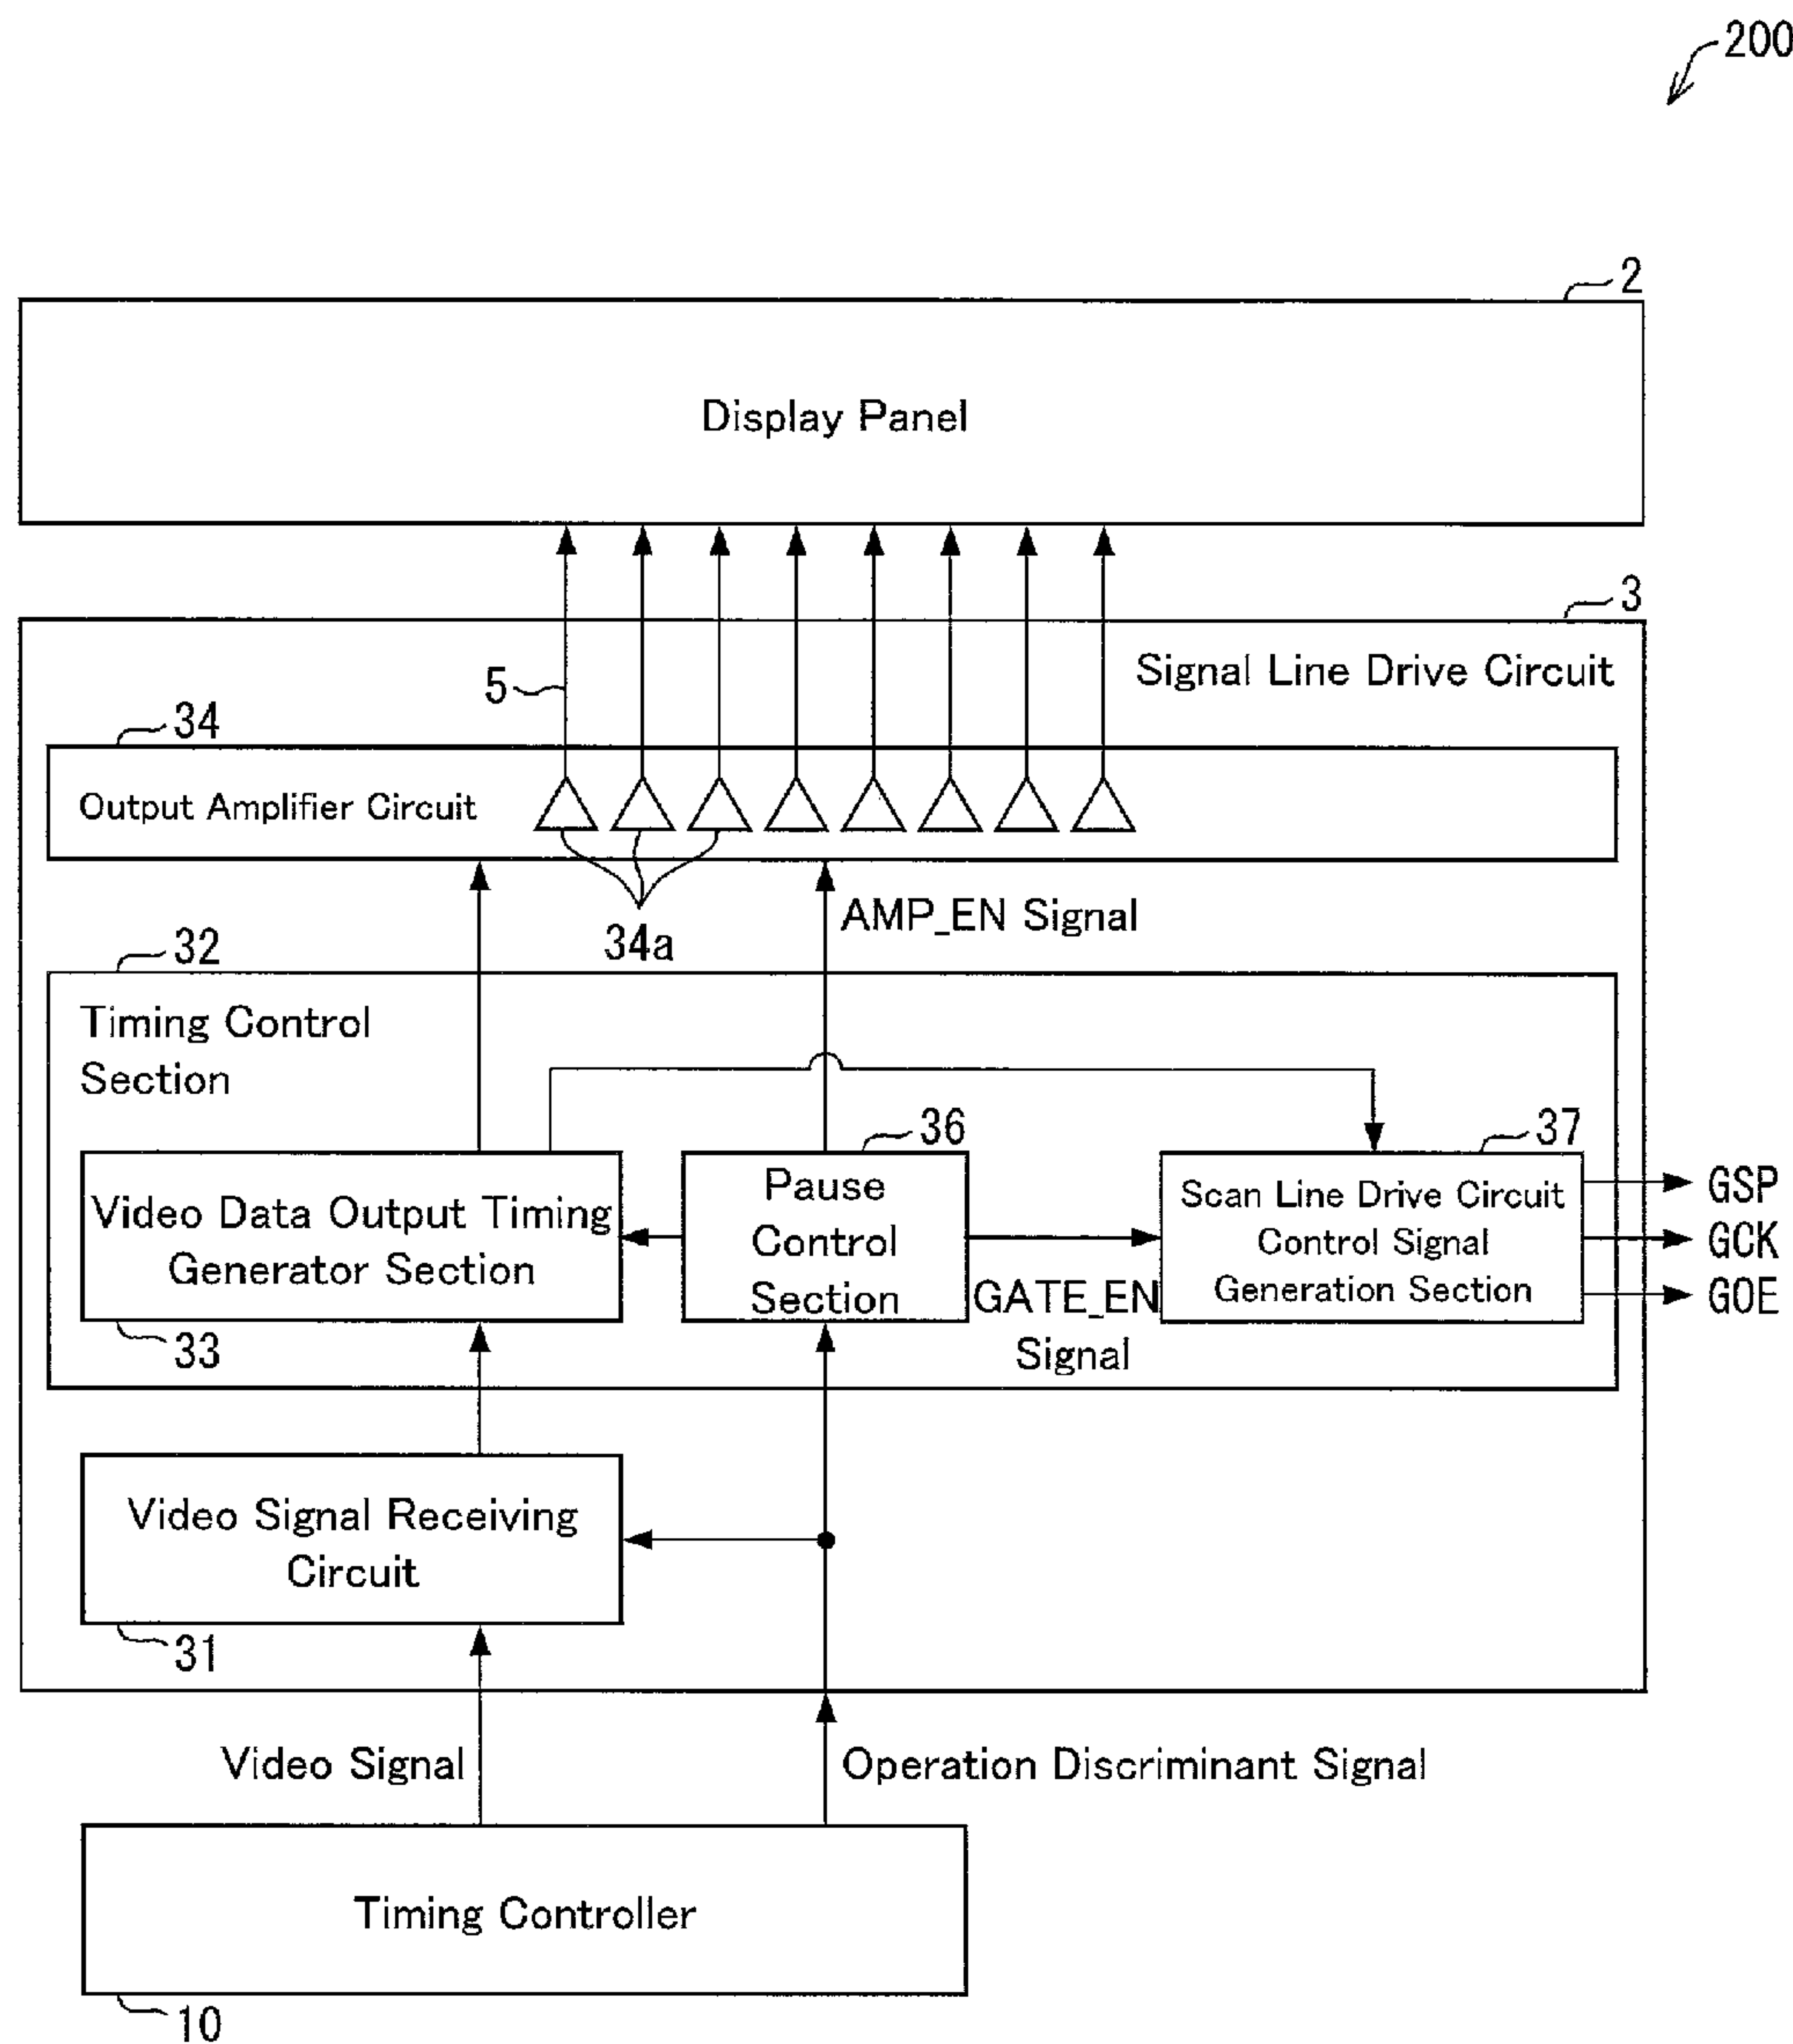 200
2
Display Panel
3
Signal Line Drive Circuit
5
34
Output Amplifier Circuit
AMP_EN Signal
34a
32
Timing Control
Section
36
37
Video Data Output Timing
Generator Section
Pause
Control
Section
Scan Line Drive Circuit
Control Signal
Generation Section
GSP
GCK
GOE
GATE_EN
Signal
33
Video Signal Receiving
Circuit
31
Video Signal
Operation Discriminant Signal
Timing Controller
10